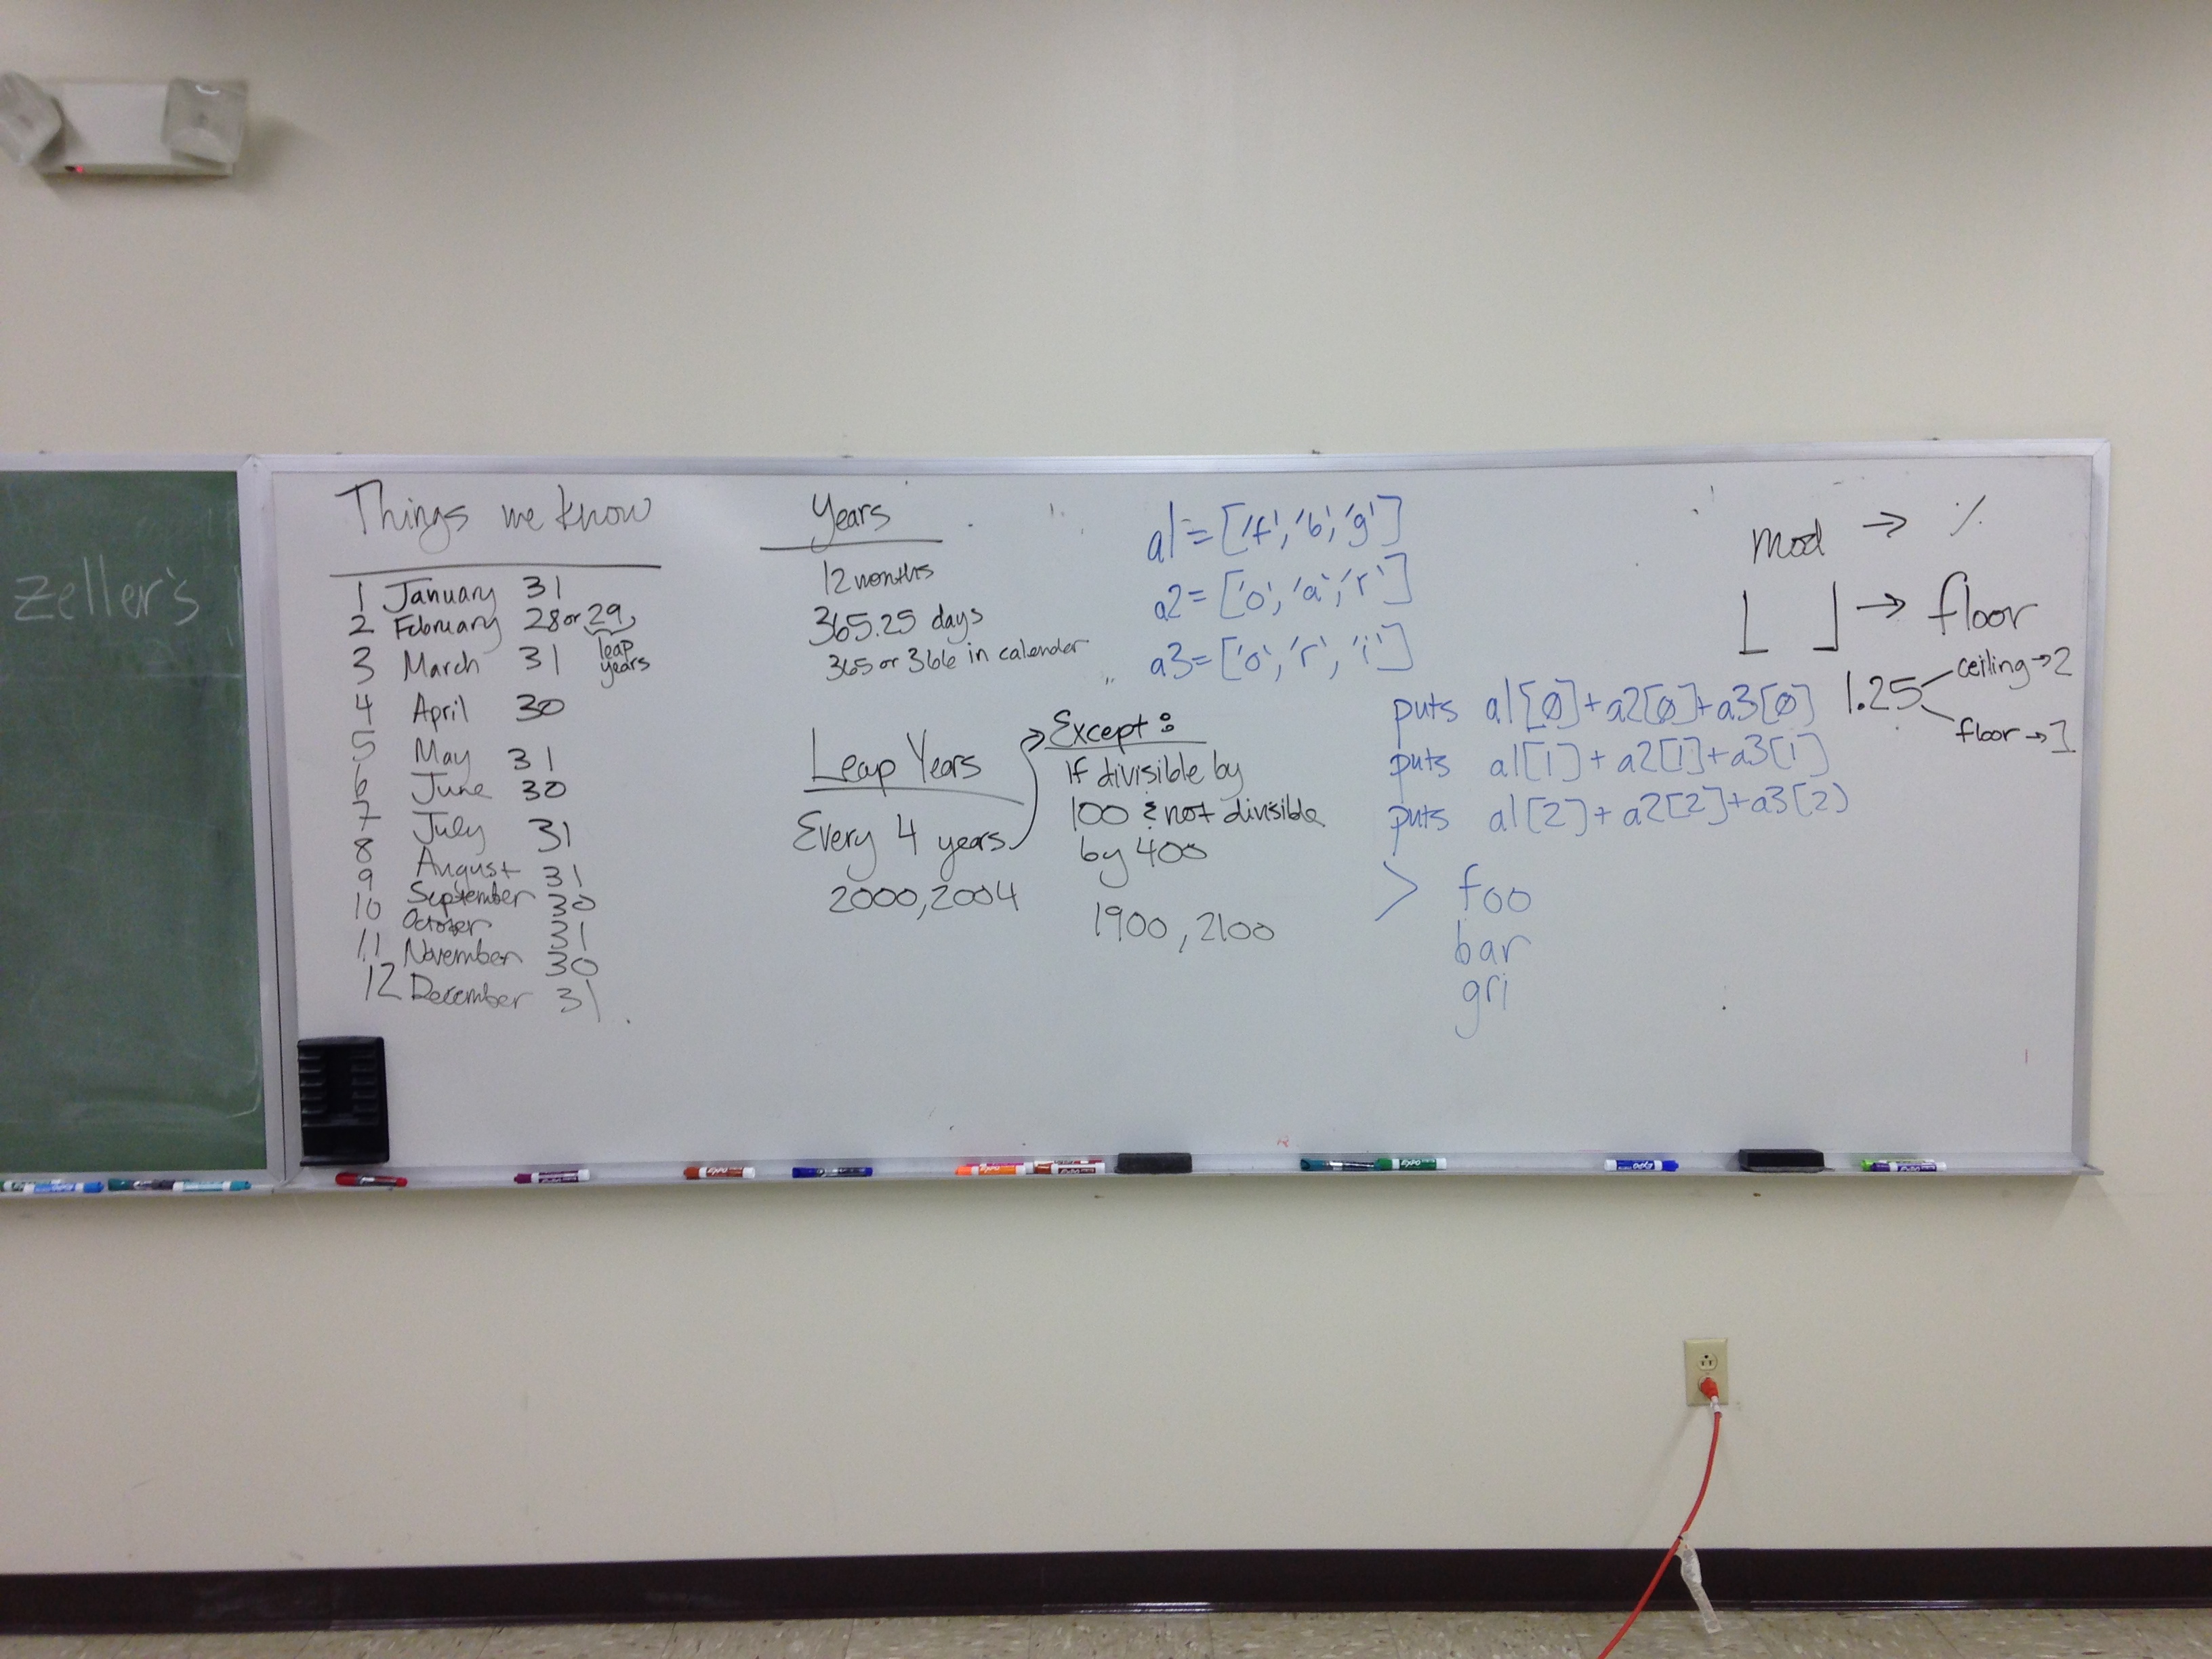 zeller's
Things we know
1 January 31
2 February 28 or 29
leap
years
3 March 31
4 April 30
5 May 31
6 June 30
7 July 31
8 August 31
9 September 30
10 October 31
11 November 30
12 December 31
Years
12 months
365.25 days
365 or 366 in calender
Leap Years
Every 4 years
2000, 2004
→ Except:
if divisible by
100 & not divisible
by 400
1900, 2100
a1=['f','b','g']
a2=['o','a','r']
a3=['o','r','i']
puts a1[0]+a2[0]+a3[0]
puts a1[1]+a2[1]+a3[1]
puts a1[2]+a2[2]+a3[2]
> foo
bar
gri
mod → %
⌊ ⌋ → floor
1.25
ceiling→2
floor→1
EXPO
EXPO
EXPO
EXPO